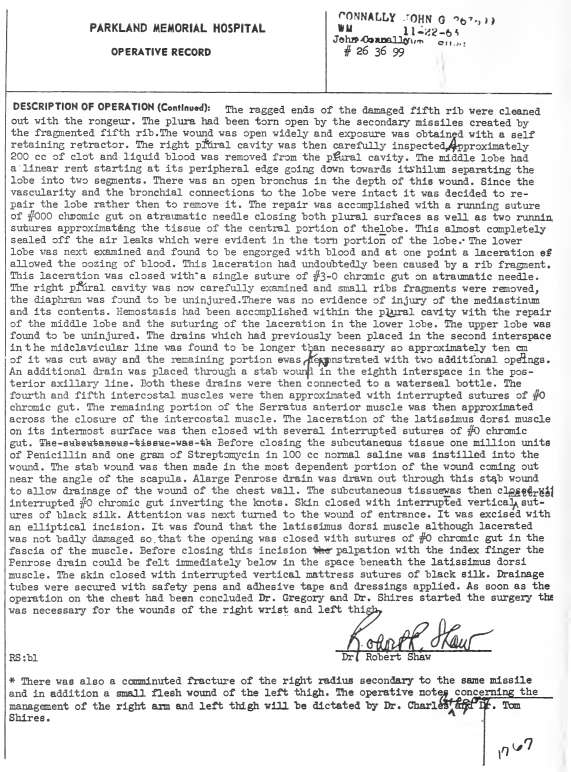 PARKLAND MEMORIAL HOSPITAL
OPERATIVE RECORD
CONNALLY JOHN G
WM 11-22-63
John Connally
# 26 36 99
DESCRIPTION OF OPERATION (Continued): The ragged ends of the damaged fifth rib were cleaned
out with the rongeur. The plura had been torn open by the secondary missiles created by
the fragmented fifth rib.The wound was open widely and exposure was obtained with a self
retaining retractor. The right plural cavity was then carefully inspected, Approximately
200 cc of clot and liquid blood was removed from the plural cavity. The middle lobe had
a linear rent starting at its peripheral edge going down towards its hilum separating the
lobe into two segments. There was an open bronchus in the depth of this wound. Since the
vascularity and the bronchial connections to the lobe were intact it was decided to re-
pair the lobe rather then to remove it. The repair was accomplished with a running suture
of #000 chromic gut on atraumatic needle closing both plural surfaces as well as two runnin
sutures approximating the tissue of the central portion of thelobe. This almost completely
sealed off the air leaks which were evident in the torn portion of the lobe. The lower
lobe was next examined and found to be engorged with blood and at one point a laceration of
allowed the oozing of blood. This laceration had undoubtedly been caused by a rib fragment.
This laceration was closed with a single suture of #3-0 chromic gut on atraumatic needle.
The right plural cavity was now carefully examined and small ribs fragments were removed,
the diaphram was found to be uninjured.There was no evidence of injury of the mediastinum
and its contents. Hemostasis had been accomplished within the plural cavity with the repair
of the middle lobe and the suturing of the laceration in the lower lobe. The upper lobe was
found to be uninjured. The drains which had previously been placed in the second interspace
in the midclavicular line was found to be longer than necessary so approximately ten cm
of it was cut away and the remaining portion was fenestrated with two additional openings.
An additional drain was placed through a stab wound in the eighth interspace in the pos-
terior axillary line. Both these drains were then connected to a waterseal bottle. The
fourth and fifth intercostal muscles were then approximated with interrupted sutures of #0
chromic gut. The remaining portion of the Serratus anterior muscle was then approximated
across the closure of the intercostal muscle. The laceration of the latissimus dorsi muscle
on its intermost surface was then closed with several interrupted sutures of #0 chromic
gut. The subcutaneus tissue was th Before closing the subcutaneous tissue one million units
of Penicillin and one gram of Streptomycin in 100 cc normal saline was instilled into the
wound. The stab wound was then made in the most dependent portion of the wound coming out
near the angle of the scapula. Alarge Penrose drain was drawn out through this stab wound
to allow drainage of the wound of the chest wall. The subcutaneous tissuewas then closed
interrupted #0 chromic gut inverting the knots. Skin closed with interrupted vertical mattress sut-
ures of black silk. Attention was next turned to the wound of entrance. It was excised with
an elliptical incision. It was found that the latissimus dorsi muscle although lacerated
was not badly damaged so that the opening was closed with sutures of #0 chromic gut in the
fascia of the muscle. Before closing this incision the palpation with the index finger the
Penrose drain could be felt immediately below in the space beneath the latissimus dorsi
muscle. The skin closed with interrupted vertical mattress sutures of black silk. Drainage
tubes were secured with safety pens and adhesive tape and dressings applied. As soon as the
operation on the chest had been concluded Dr. Gregory and Dr. Shires started the surgery tha
was necessary for the wounds of the right wrist and left thigh.
Robert R. Shaw
RS:bl Dr Robert Shaw
* There was also a comminuted fracture of the right radius secondary to the same missile
and in addition a small flesh wound of the left thigh. The operative notes concerning the
management of the right arm and left thigh will be dictated by Dr. Charles Gregory and Dr. Tom
Shires.
1767